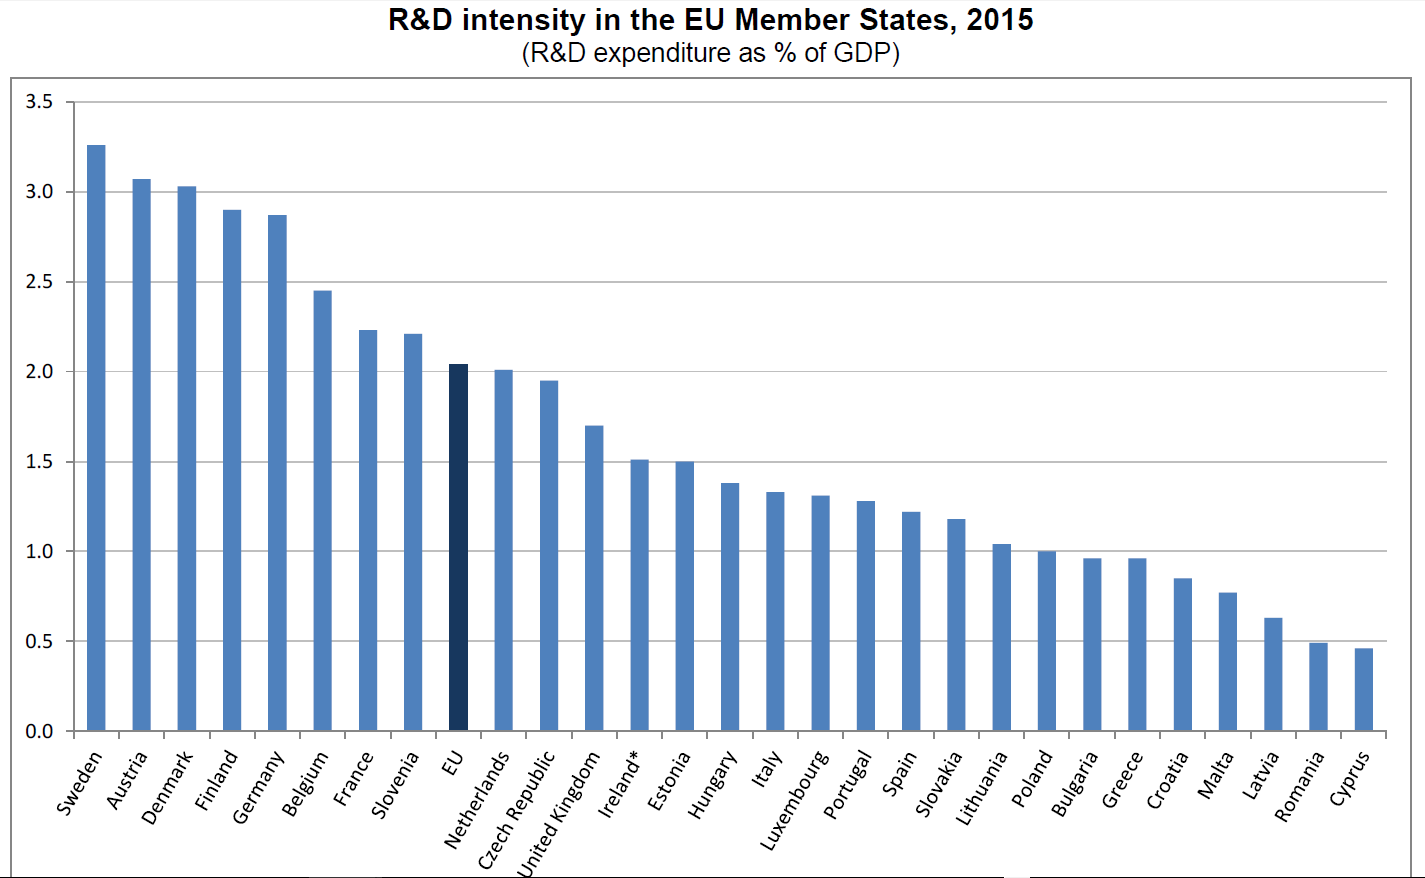 R&D intensity in the EU Member States, 2015
(R&D expenditure as % of GDP)
3.5
3.0
2.5
2.0
1.5
1.0
0.5
0.0
Sweden
Austria
Denmark
Finland
Germany
Belgium
France
Slovenia
EU
Netherlands
Czech Republic
United Kingdom
Ireland*
Estonia
Hungary
Italy
Luxembourg
Portugal
Spain
Slovakia
Lithuania
Poland
Bulgaria
Greece
Croatia
Malta
Latvia
Romania
Cyprus